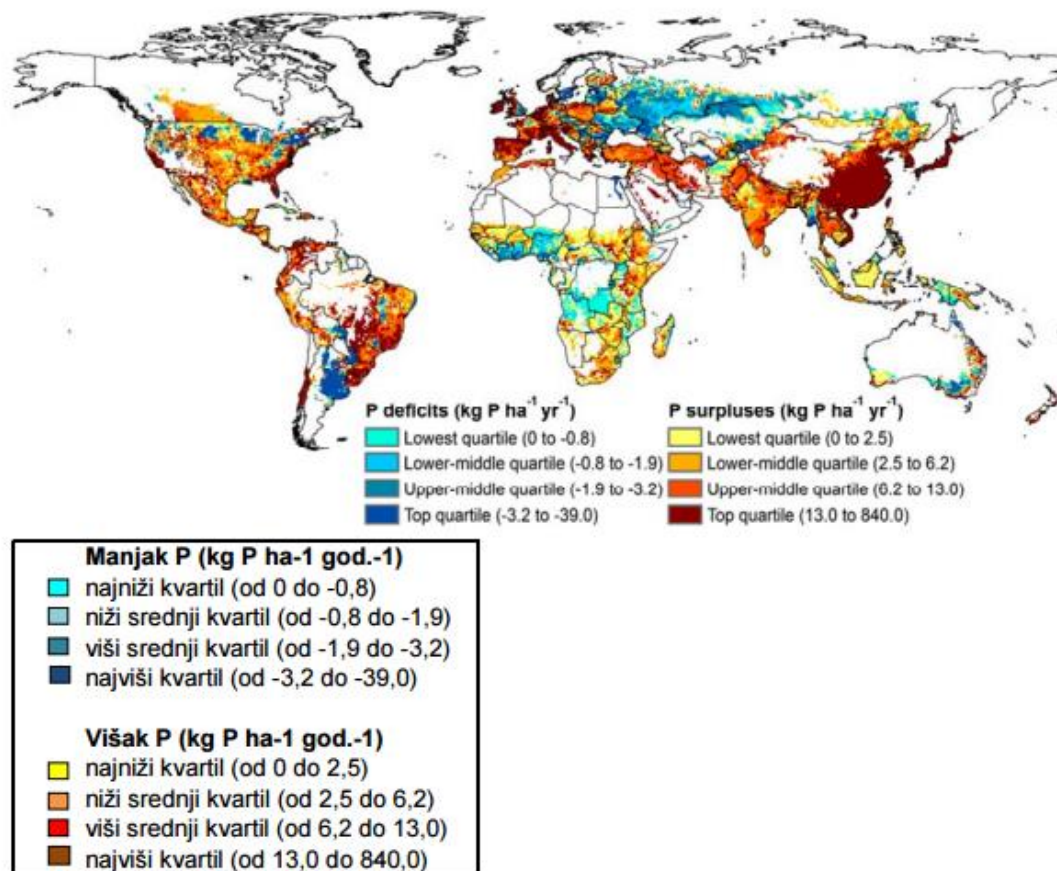 P deficits (kg P ha⁻¹ yr⁻¹)
Lowest quartile (0 to -0.8)
Lower-middle quartile (-0.8 to -1.9)
Upper-middle quartile (-1.9 to -3.2)
Top quartile (-3.2 to -39.0)
P surpluses (kg P ha⁻¹ yr⁻¹)
Lowest quartile (0 to 2.5)
Lower-middle quartile (2.5 to 6.2)
Upper-middle quartile (6.2 to 13.0)
Top quartile (13.0 to 840.0)
Manjak P (kg P ha-1 god.-1)
najniži kvartil (od 0 do -0,8)
niži srednji kvartil (od -0,8 do -1,9)
viši srednji kvartil (od -1,9 do -3,2)
najviši kvartil (od -3,2 do -39,0)
Višak P (kg P ha-1 god.-1)
najniži kvartil (od 0 do 2,5)
niži srednji kvartil (od 2,5 do 6,2)
viši srednji kvartil (od 6,2 do 13,0)
najviši kvartil (od 13,0 do 840,0)